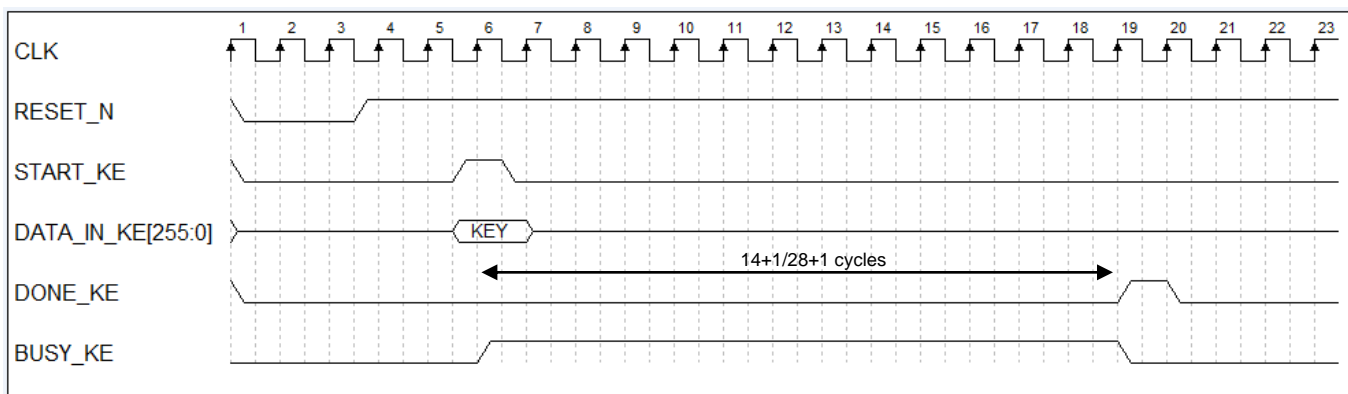 1 2 3 4 5 6 7 8 9 10 11 12 13 14 15 16 17 18 19 20 21 22 23
CLK
RESET_N
START_KE
DATA_IN_KE[255:0] KEY
14+1/28+1 cycles
DONE_KE
BUSY_KE